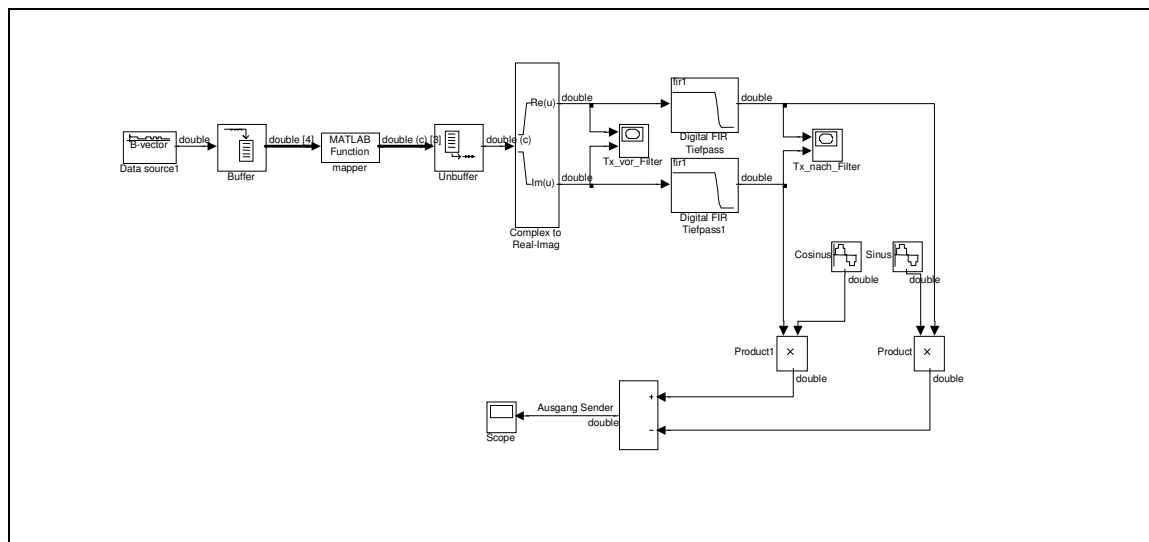 fir1
Re(u)
double
double
Digital FIR
Tiefpass
B-vector
double
double [4]
MATLAB
Function
double (c) [3]
double (c)
Data source1
Buffer
mapper
Unbuffer
Tx_vor_Filter
fir1
Tx_nach_Filter
Im(u)
double
double
Digital FIR
Tiefpass1
Complex to
Real-Imag
Cosinus
Sinus
double
double
Product1
×
Product
×
double
double
+
Ausgang Sender
double
−
Scope